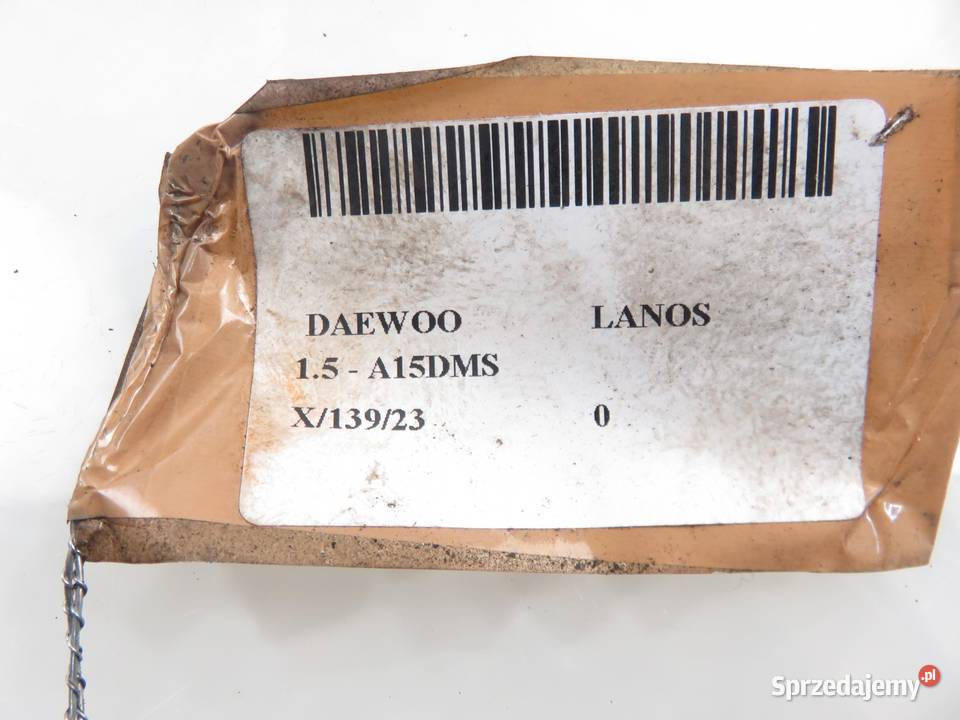 DAEWOO LANOS
1.5 - A15DMS
X/139/23 0
Sprzedajemy.pl